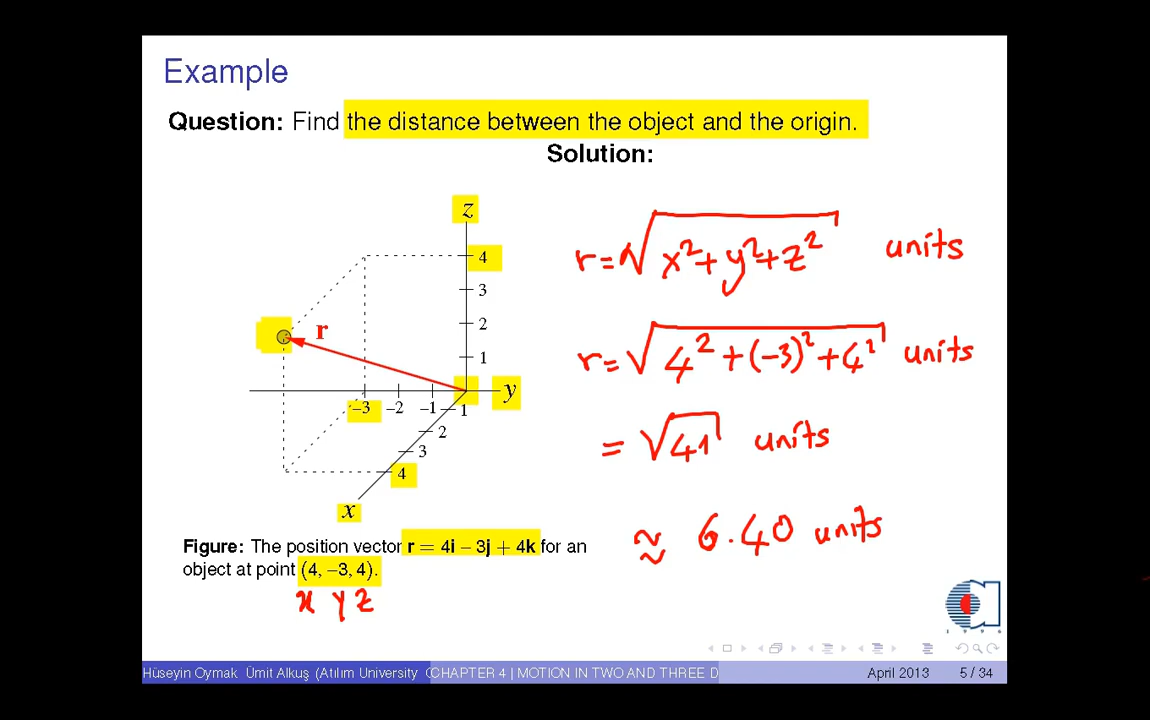 Example
Question: Find the distance between the object and the origin.
Solution:
z
4
3
2
1
r
y
−3 −2 −1 1
2
3
4
x
r = √x²+y²+z² units
r = √4²+(−3)²+4² units
= √41 units
≈ 6.40 units
Figure: The position vector r = 4i − 3j + 4k for an
object at point (4, −3, 4).
x y z
1996
Hüseyin Oymak Ümit Alkuş (Atılım University CHAPTER 4 | MOTION IN TWO AND THREE D April 2013 5 / 34